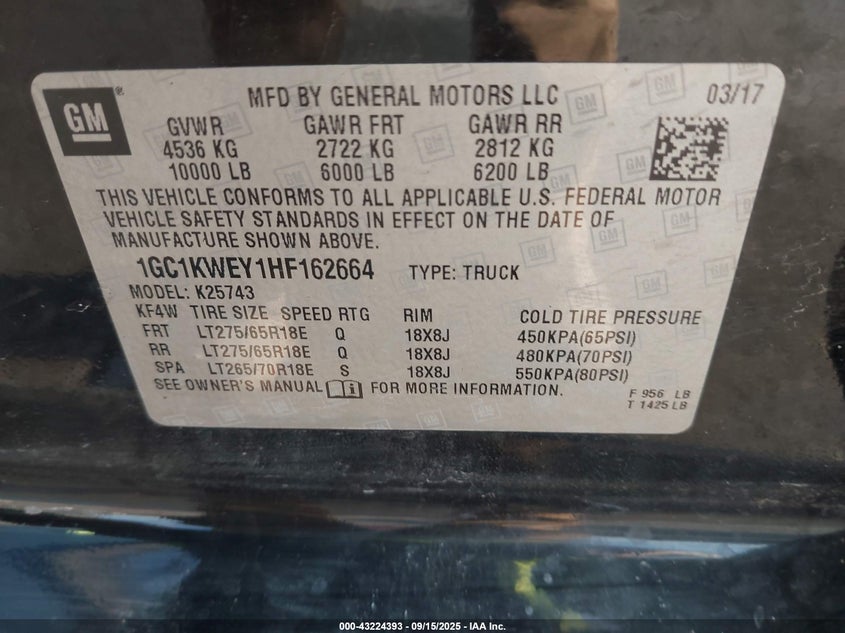 GM ®
MFD BY GENERAL MOTORS LLC 03/17
GVWR GAWR FRT GAWR RR
4536 KG 2722 KG 2812 KG
10000 LB 6000 LB 6200 LB
THIS VEHICLE CONFORMS TO ALL APPLICABLE U.S. FEDERAL MOTOR
VEHICLE SAFETY STANDARDS IN EFFECT ON THE DATE OF
MANUFACTURE SHOWN ABOVE.
1GC1KWEY1HF162664 TYPE: TRUCK
MODEL: K25743
KF4W TIRE SIZE SPEED RTG RIM COLD TIRE PRESSURE
FRT LT275/65R18E Q 18X8J 450KPA(65PSI)
RR LT275/65R18E Q 18X8J 480KPA(70PSI)
SPA LT265/70R18E S 18X8J 550KPA(80PSI)
SEE OWNER'S MANUAL FOR MORE INFORMATION.
F 956 LB
T 1425 LB
000-43224393 - 09/15/2025 - IAA Inc.